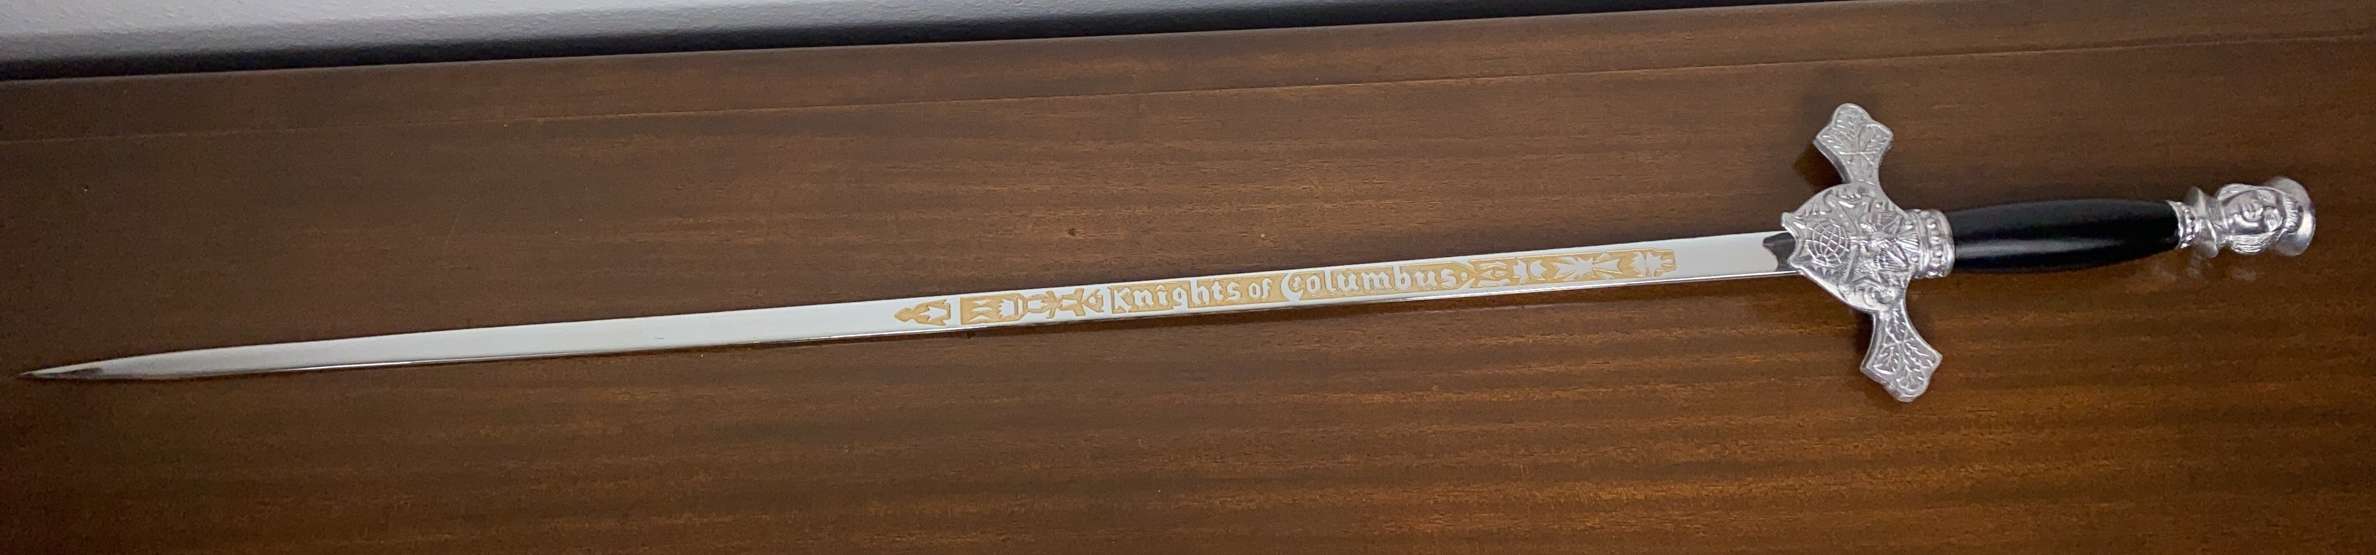 Knights of Columbus.